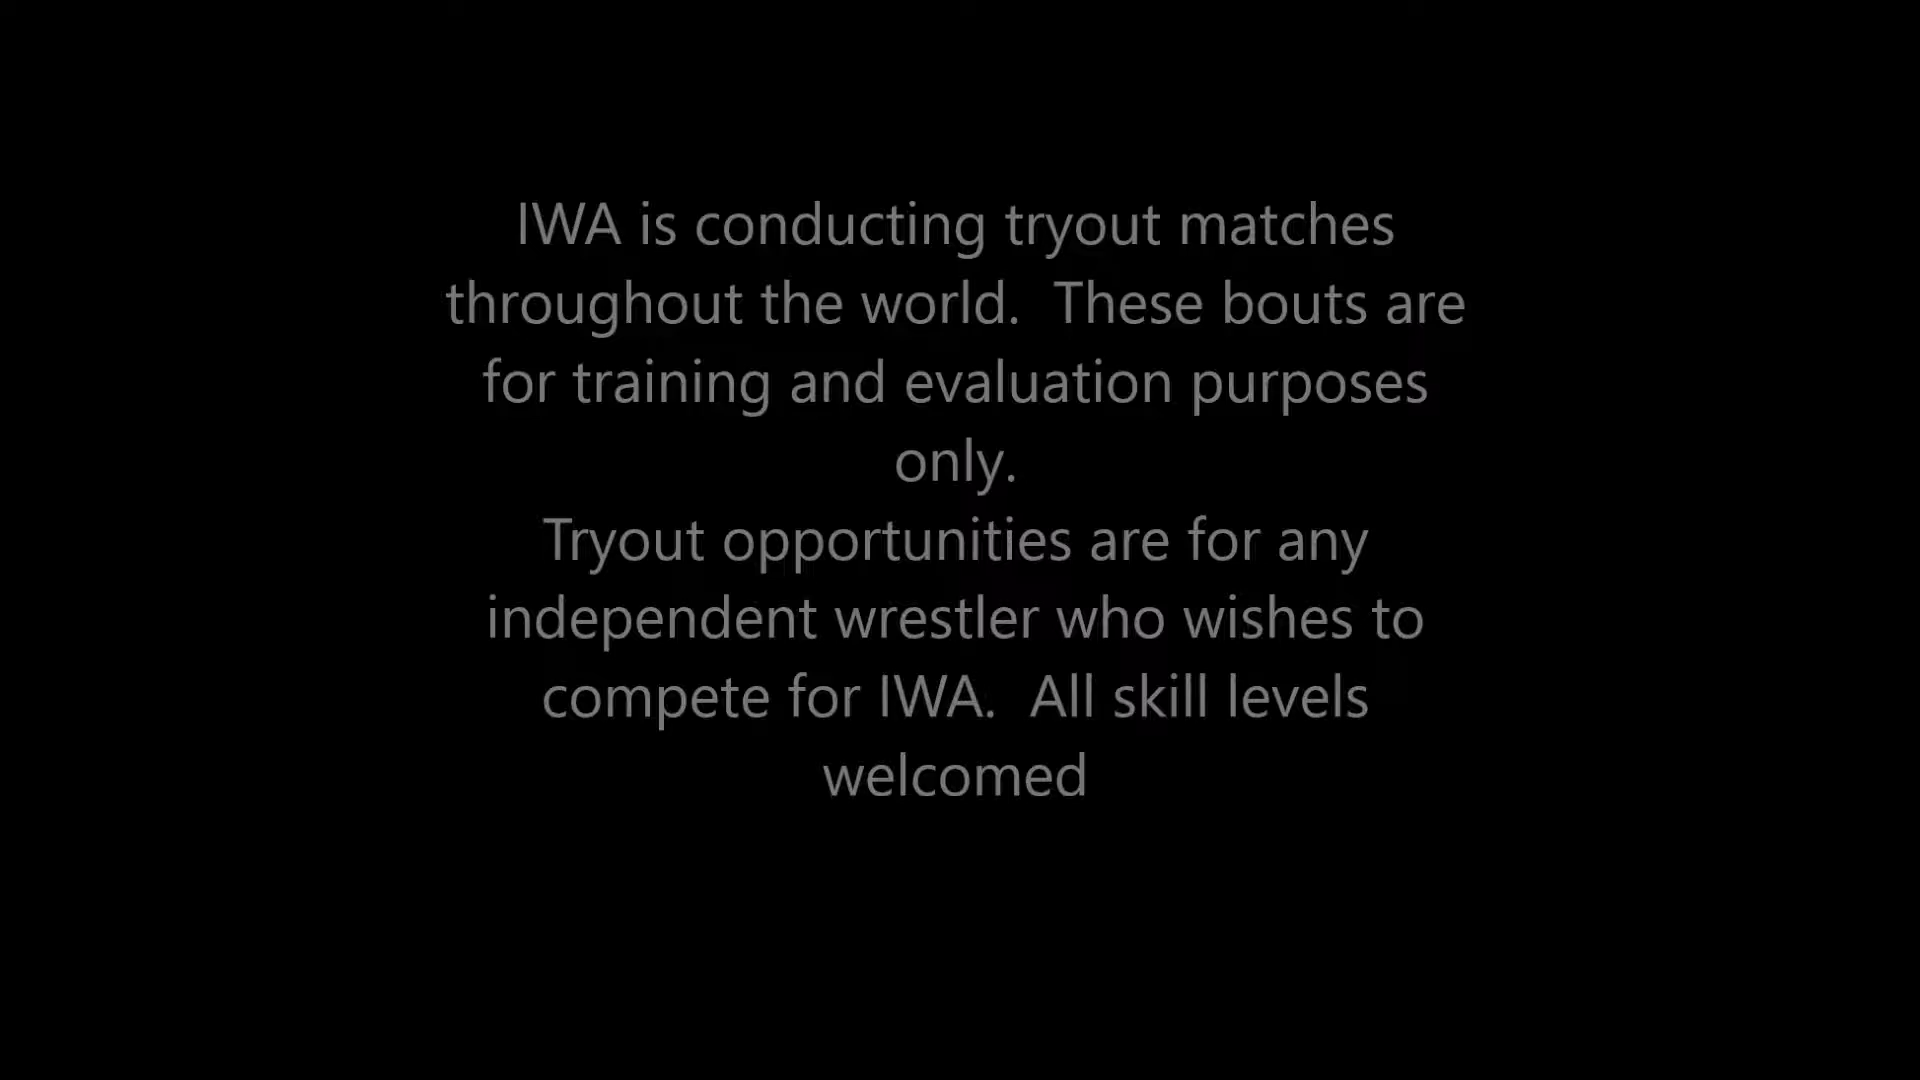 IWA is conducting tryout matches
throughout the world.  These bouts are
for training and evaluation purposes
only.
Tryout opportunities are for any
independent wrestler who wishes to
compete for IWA.  All skill levels
welcomed